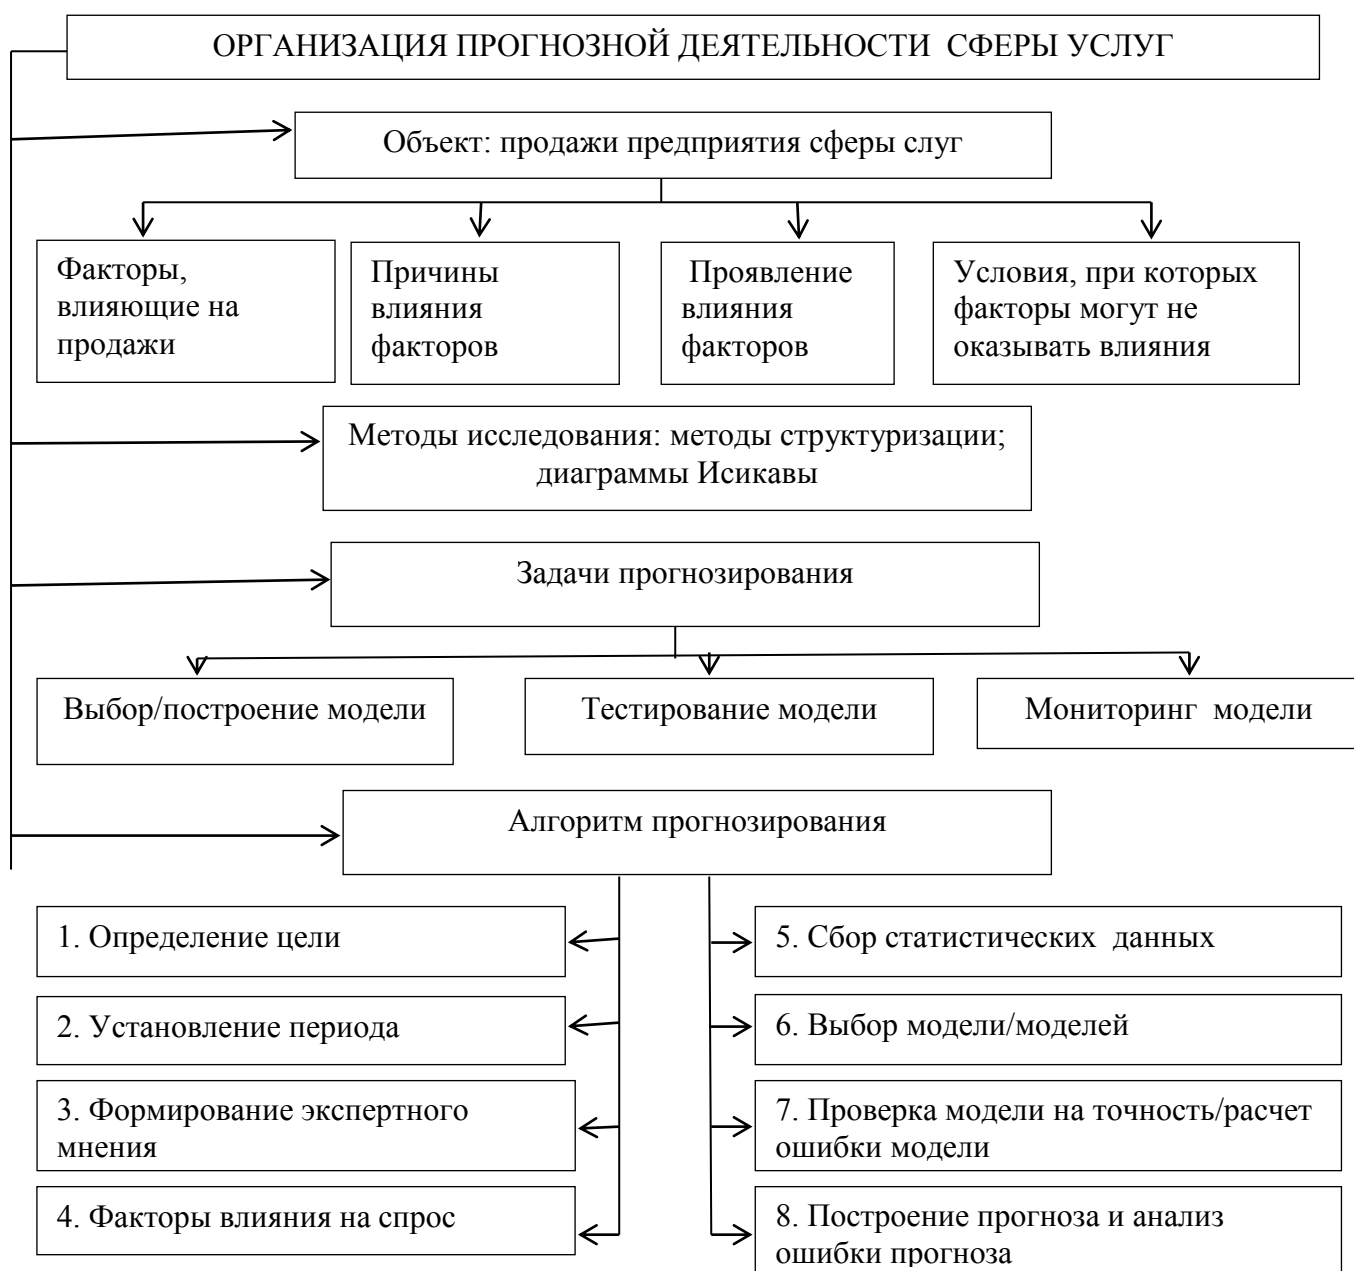 ОРГАНИЗАЦИЯ ПРОГНОЗНОЙ ДЕЯТЕЛЬНОСТИ СФЕРЫ УСЛУГ
Объект: продажи предприятия сферы слуг
Факторы,
влияющие на
продажи
Причины
влияния
факторов
Проявление
влияния
факторов
Условия, при которых
факторы могут не
оказывать влияния
Методы исследования: методы структуризации;
диаграммы Исикавы
Задачи прогнозирования
Выбор/построение модели
Тестирование модели
Мониторинг модели
Алгоритм прогнозирования
1. Определение цели
2. Установление периода
3. Формирование экспертного
мнения
4. Факторы влияния на спрос
5. Сбор статистических данных
6. Выбор модели/моделей
7. Проверка модели на точность/расчет
ошибки модели
8. Построение прогноза и анализ
ошибки прогноза